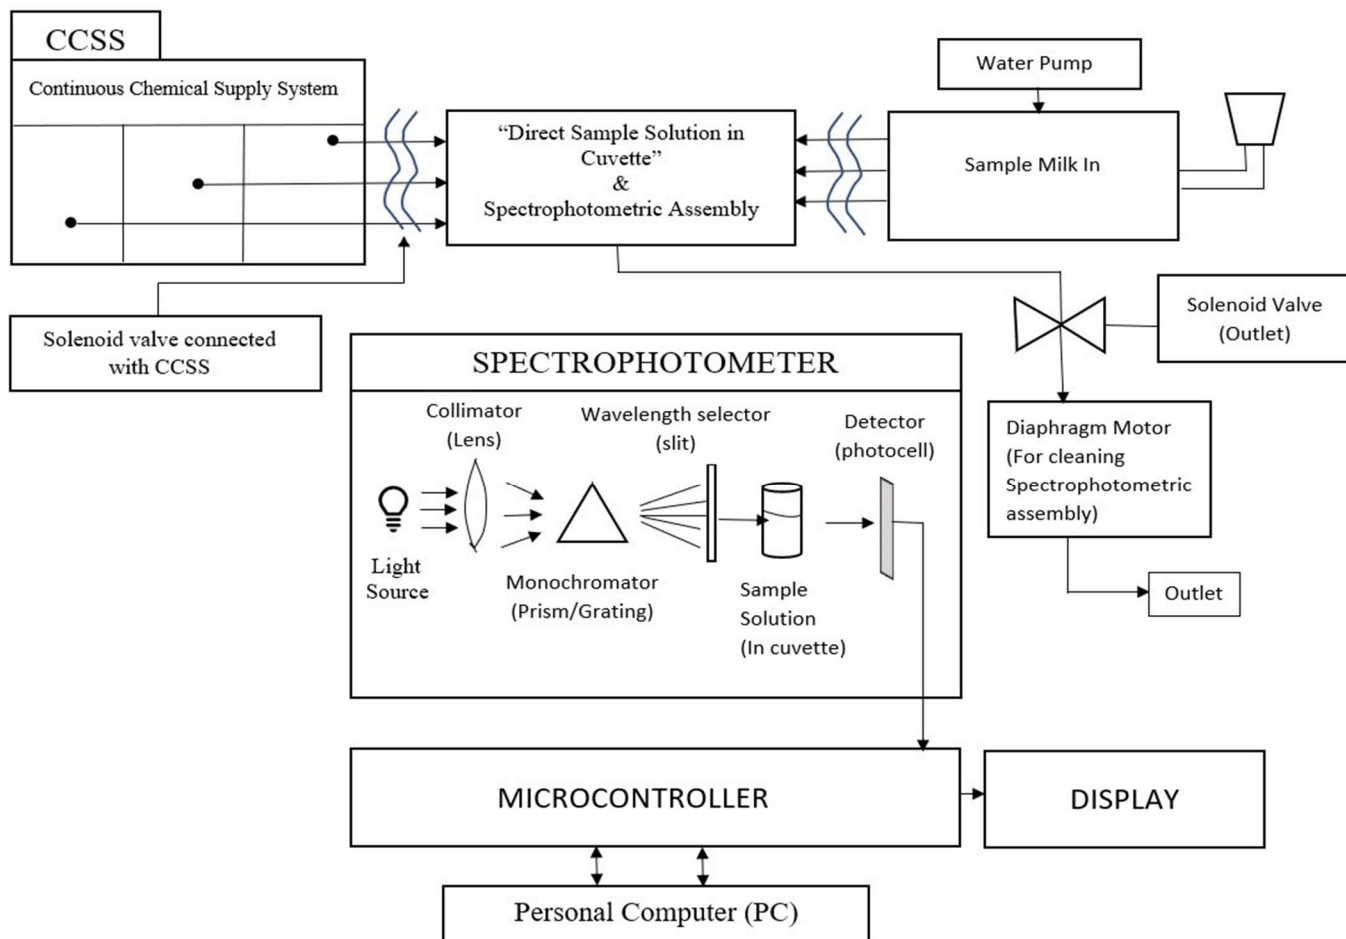 CCSS
Continuous Chemical Supply System
“Direct Sample Solution in
Cuvette”
&
Spectrophotometric Assembly
Water Pump
Sample Milk In
Solenoid valve connected
with CCSS
Solenoid Valve
(Outlet)
Diaphragm Motor
(For cleaning
Spectrophotometric
assembly)
Outlet
SPECTROPHOTOMETER
Collimator
(Lens)
Wavelength selector
(slit)
Detector
(photocell)
Light
Source
Monochromator
(Prism/Grating)
Sample
Solution
(In cuvette)
MICROCONTROLLER
DISPLAY
Personal Computer (PC)